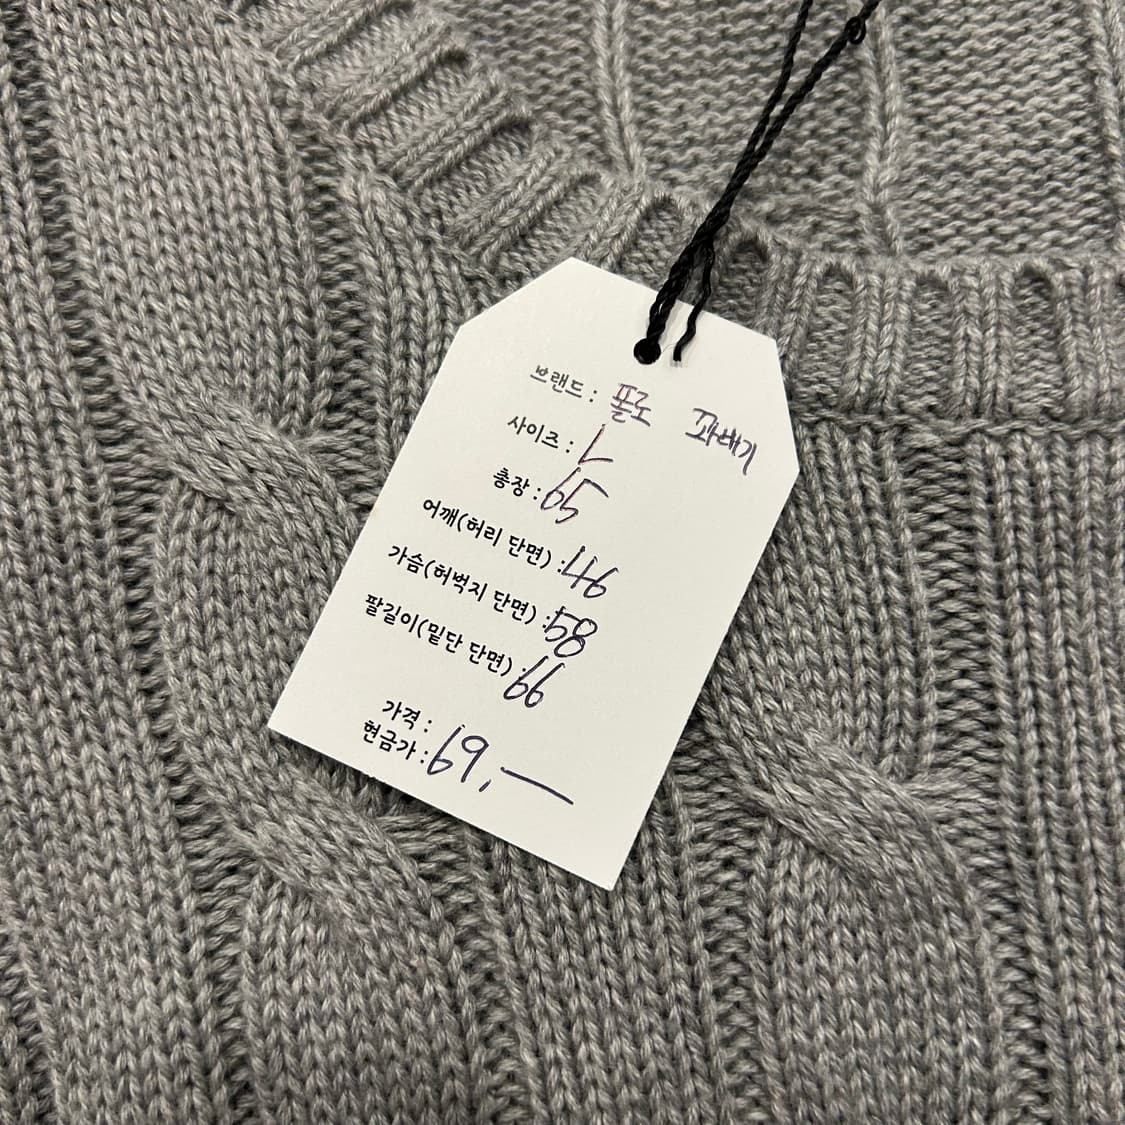 브랜드 : 폴로 꽈배기
사이즈 : L
총장 : 65
어깨(허리 단면) : 46
가슴(허벅지 단면) : 58
팔길이(밑단 단면) : 66
가격 :
현금가 : 69,—